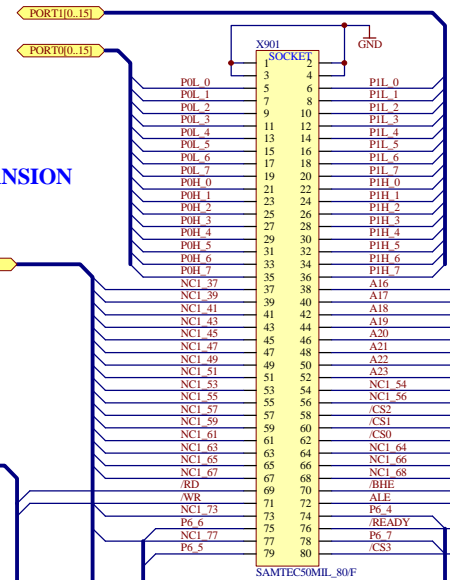 PORT1[0..15]
GND
X901
PORT0[0..15]
SOCKET
1 2
3 4
P0L_0 5 6 P1L_0
P0L_1 7 8 P1L_1
P0L_2 9 10 P1L_2
P0L_3 11 12 P1L_3
P0L_4 13 14 P1L_4
P0L_5 15 16 P1L_5
P0L_6 17 18 P1L_6
P0L_7 19 20 P1L_7
P0H_0 21 22 P1H_0
P0H_1 23 24 P1H_1
P0H_2 25 26 P1H_2
P0H_3 27 28 P1H_3
P0H_4 29 30 P1H_4
P0H_5 31 32 P1H_5
P0H_6 33 34 P1H_6
P0H_7 35 36 P1H_7
NC1_37 37 38 A16
NC1_39 39 40 A17
NC1_41 41 42 A18
NC1_43 43 44 A19
NC1_45 45 46 A20
NC1_47 47 48 A21
NC1_49 49 50 A22
NC1_51 51 52 A23
NC1_53 53 54 NC1_54
NC1_55 55 56 NC1_56
NC1_57 57 58 /CS2
NC1_59 59 60 /CS1
NC1_61 61 62 /CS0
NC1_63 63 64 NC1_64
NC1_65 65 66 NC1_66
NC1_67 67 68 NC1_68
/RD 69 70 /BHE
/WR 71 72 ALE
NC1_73 73 74 P6_4
P6_6 75 76 /READY
NC1_77 77 78 P6_7
P6_5 79 80 /CS3
SAMTEC50MIL_80/F
NSION